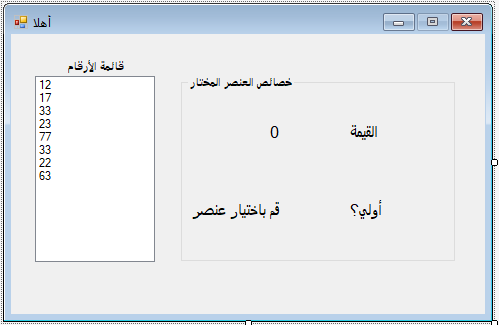 أهلا
قائمة الأرقام
12
17
33
23
77
33
22
63
خصائص العنصر المختار
القيمة
0
أولي؟
قم باختيار عنصر